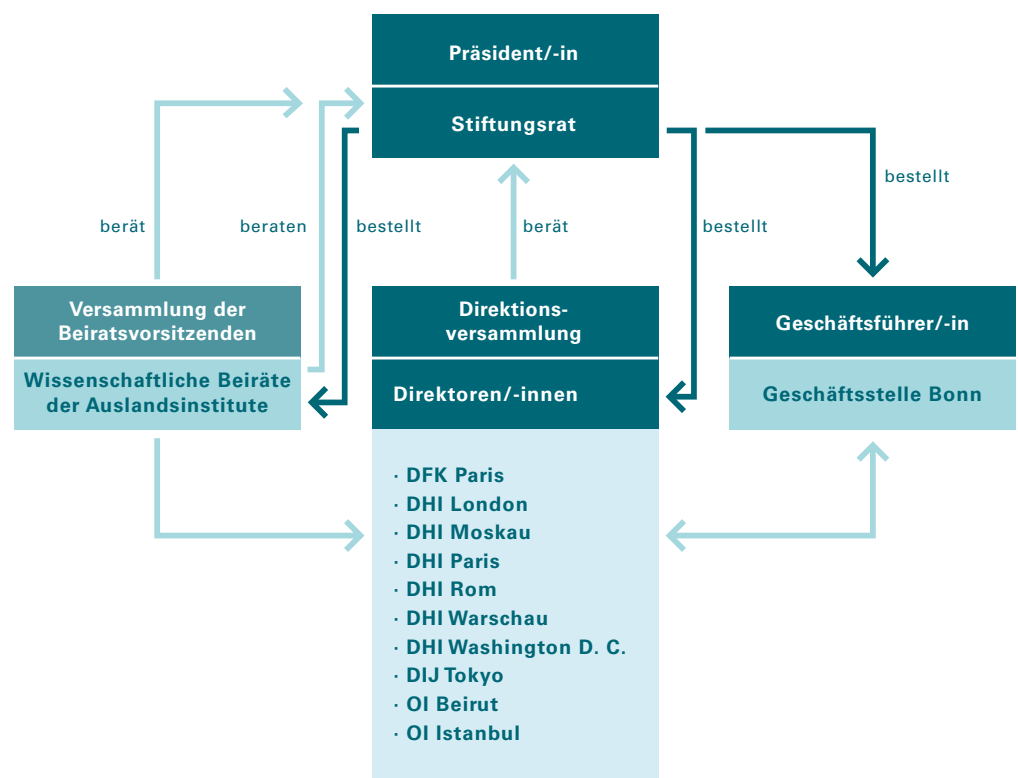 Präsident/-in
Stiftungsrat
bestellt
berät
beraten
bestellt
berät
bestellt
Versammlung der
Beiratsvorsitzenden
Wissenschaftliche Beiräte
der Auslandsinstitute
Direktions-
versammlung
Direktoren/-innen
Geschäftsführer/-in
Geschäftsstelle Bonn
· DFK Paris
· DHI London
· DHI Moskau
· DHI Paris
· DHI Rom
· DHI Warschau
· DHI Washington D. C.
· DIJ Tokyo
· OI Beirut
· OI Istanbul